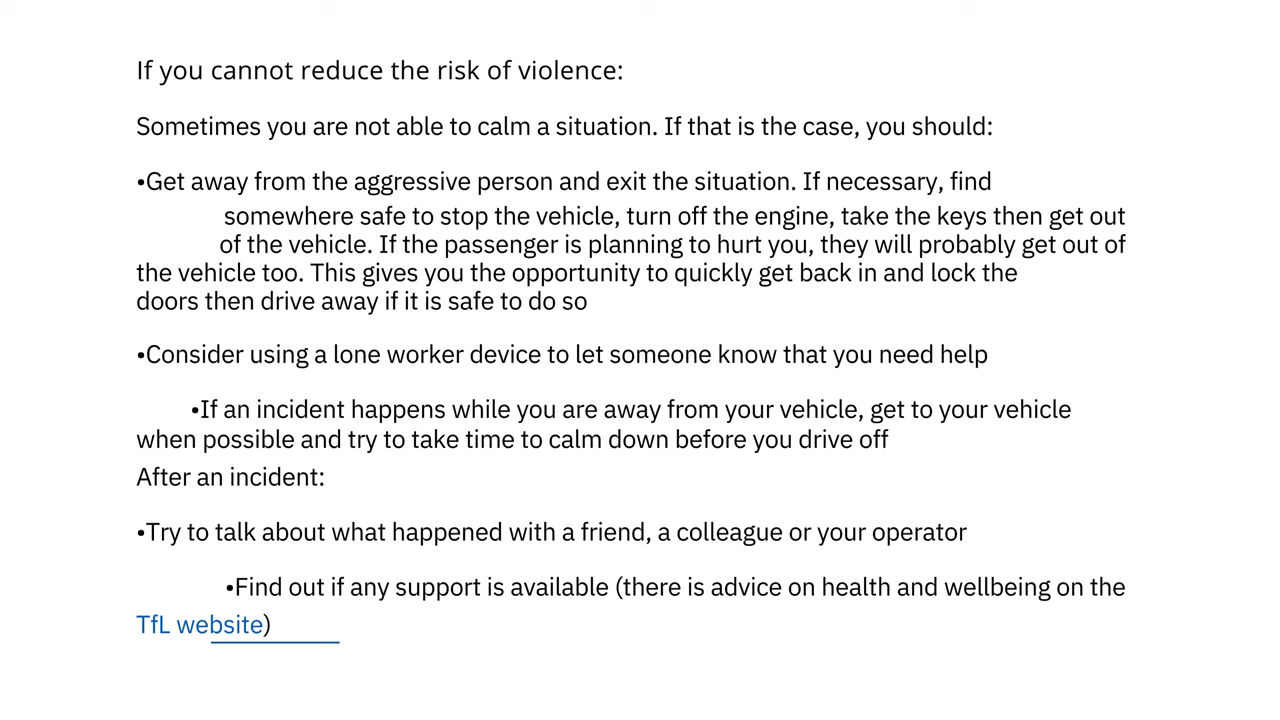 If you cannot reduce the risk of violence:
Sometimes you are not able to calm a situation. If that is the case, you should:
•Get away from the aggressive person and exit the situation. If necessary, find
somewhere safe to stop the vehicle, turn off the engine, take the keys then get out
of the vehicle. If the passenger is planning to hurt you, they will probably get out of
the vehicle too. This gives you the opportunity to quickly get back in and lock the
doors then drive away if it is safe to do so
•Consider using a lone worker device to let someone know that you need help
•If an incident happens while you are away from your vehicle, get to your vehicle
when possible and try to take time to calm down before you drive off
After an incident:
•Try to talk about what happened with a friend, a colleague or your operator
•Find out if any support is available (there is advice on health and wellbeing on the
TfL website)